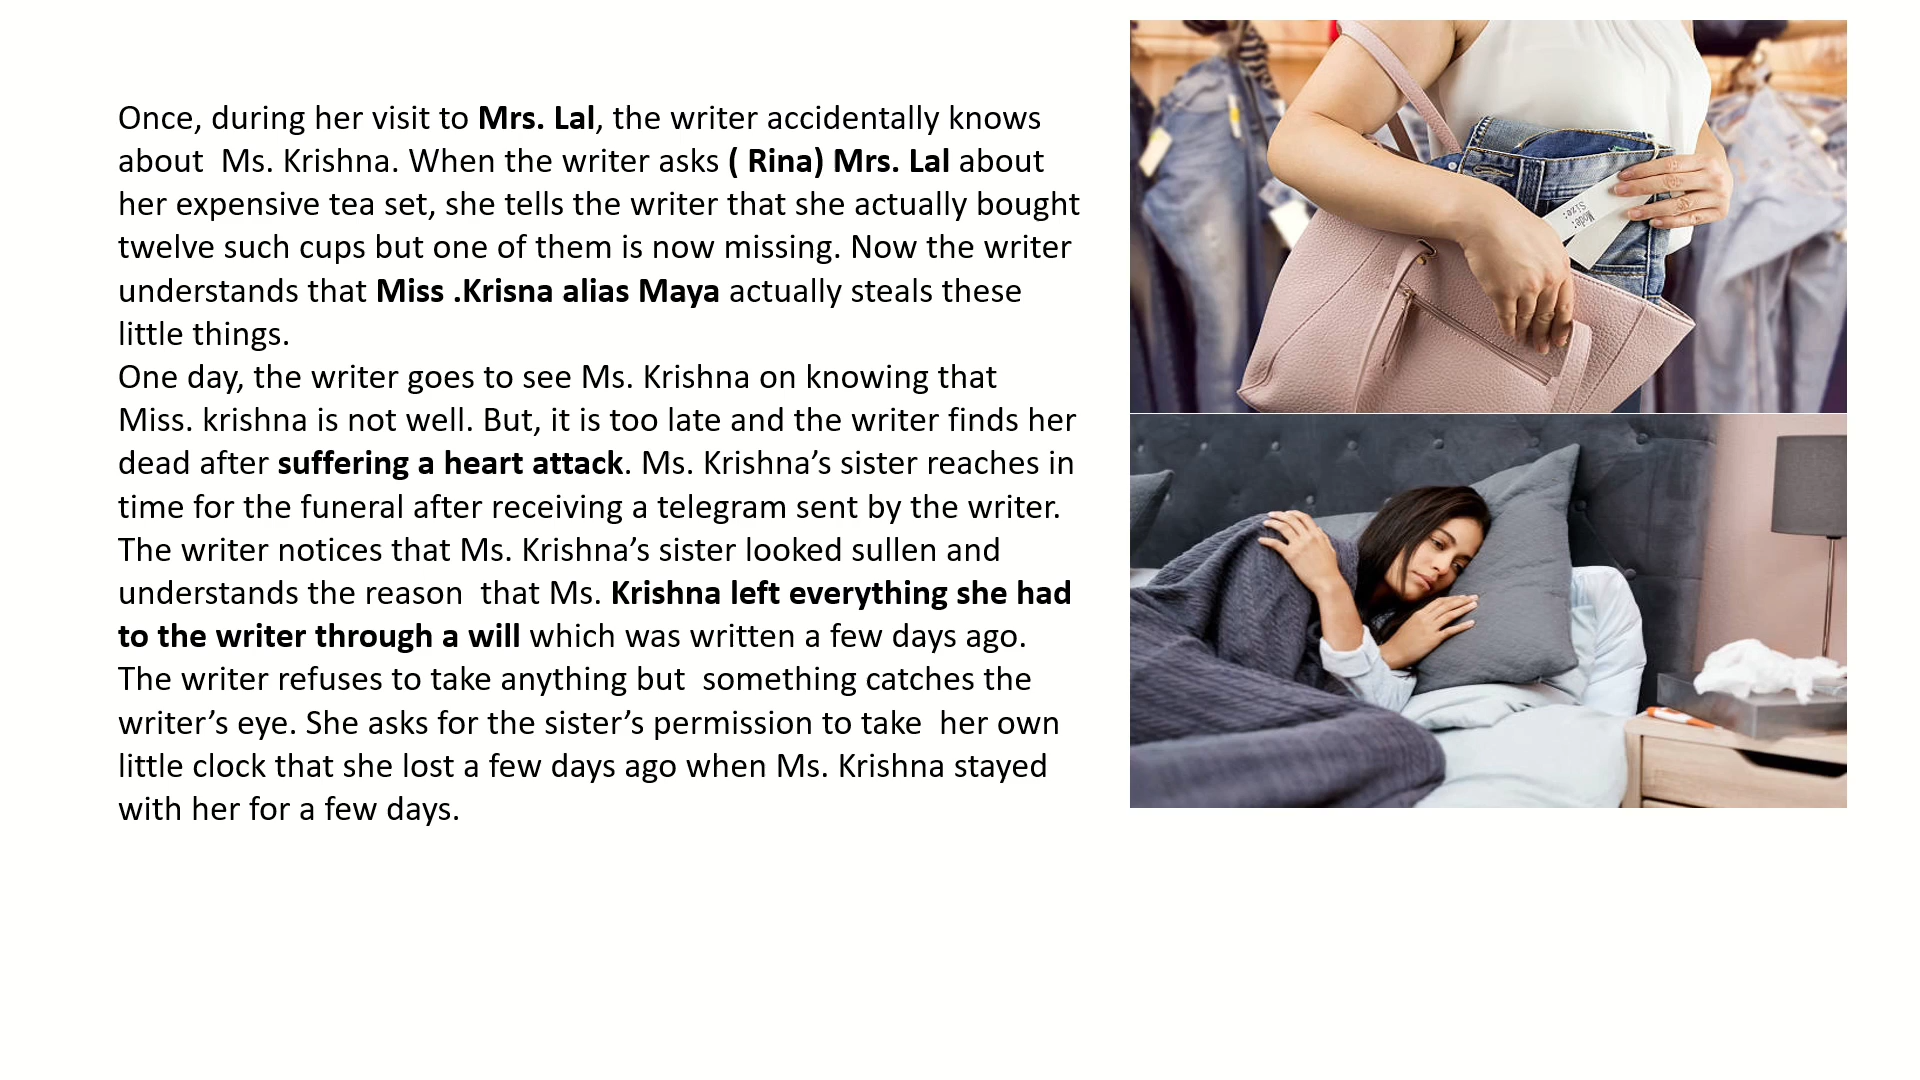 Once, during her visit to Mrs. Lal, the writer accidentally knows
about  Ms. Krishna. When the writer asks ( Rina) Mrs. Lal about
her expensive tea set, she tells the writer that she actually bought
twelve such cups but one of them is now missing. Now the writer
understands that Miss .Krisna alias Maya actually steals these
little things.
One day, the writer goes to see Ms. Krishna on knowing that
Miss. krishna is not well. But, it is too late and the writer finds her
dead after suffering a heart attack. Ms. Krishna’s sister reaches in
time for the funeral after receiving a telegram sent by the writer.
The writer notices that Ms. Krishna’s sister looked sullen and
understands the reason  that Ms. Krishna left everything she had
to the writer through a will which was written a few days ago.
The writer refuses to take anything but  something catches the
writer’s eye. She asks for the sister’s permission to take  her own
little clock that she lost a few days ago when Ms. Krishna stayed
with her for a few days.
Mode:
Size: